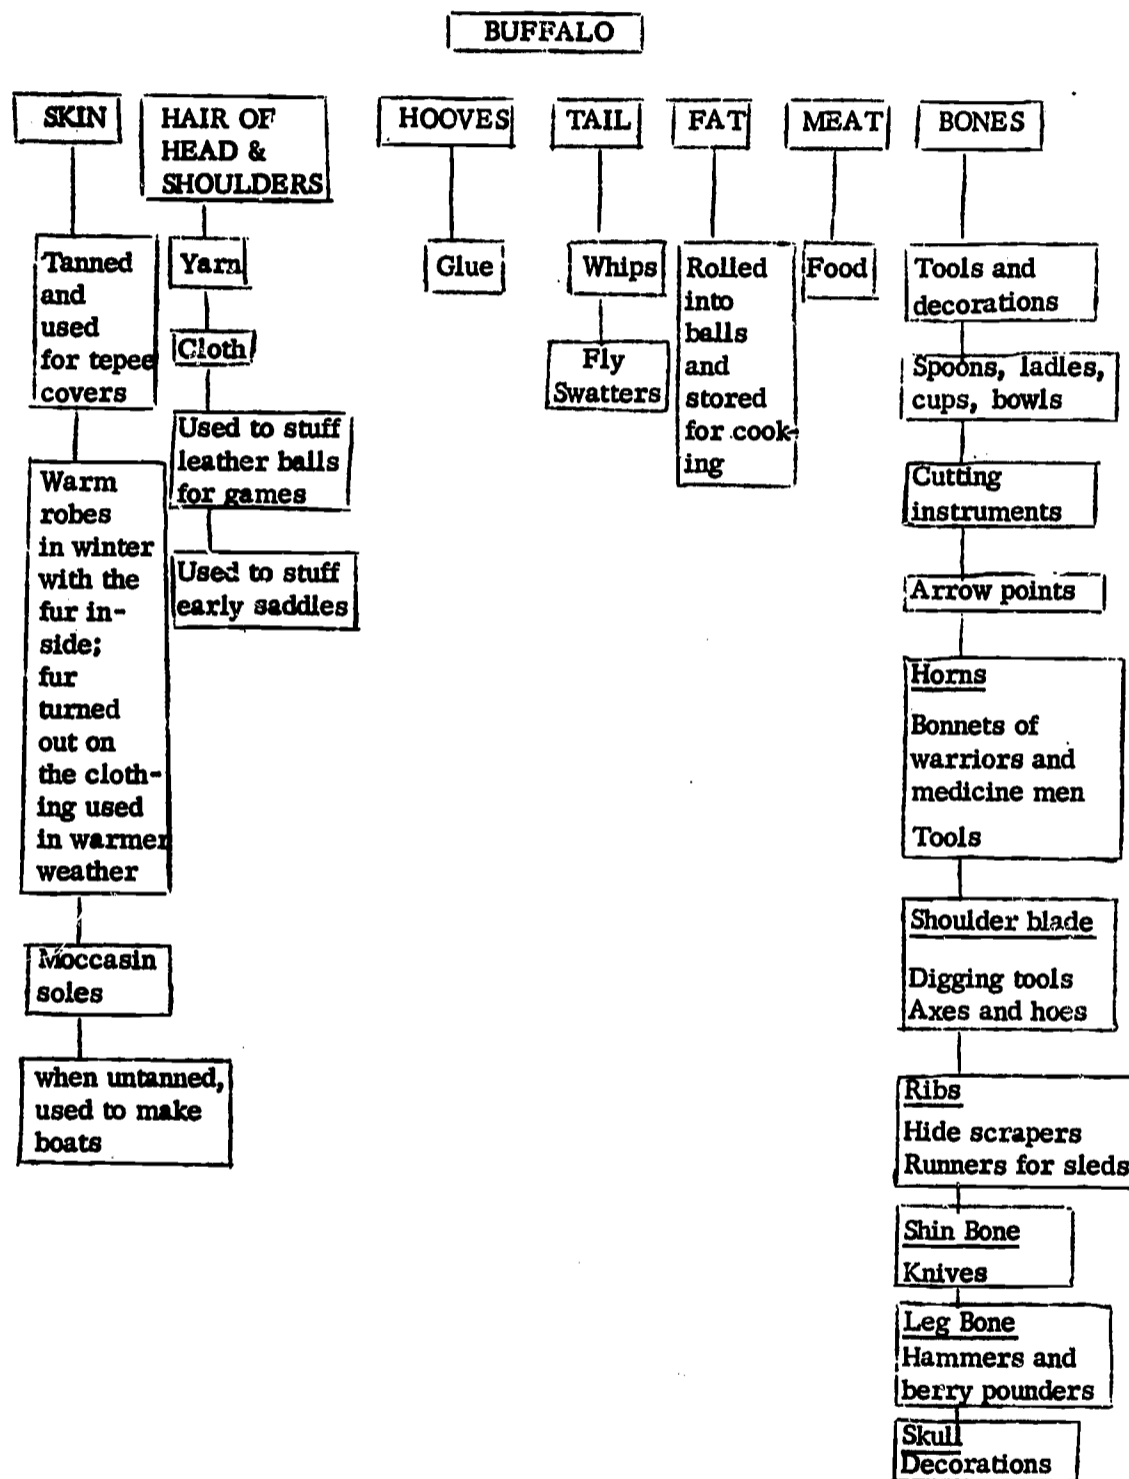 BUFFALO
SKIN
Tanned
and
used
for tepee
covers
Warm
robes
in winter
with the
fur in-
side;
fur
turned
out on
the cloth-
ing used
in warmer
weather
Moccasin
soles
when untanned,
used to make
boats
HAIR OF
HEAD &
SHOULDERS
Yarn
Cloth
Used to stuff
leather balls
for games
Used to stuff
early saddles
HOOVES
Glue
TAIL
Whips
Fly
Swatters
FAT
Rolled
into
balls
and
stored
for cook-
ing
MEAT
Food
BONES
Tools and
decorations
Spoons, ladles,
cups, bowls
Cutting
instruments
Arrow points
Horns
Bonnets of
warriors and
medicine men
Tools
Shoulder blade
Digging tools
Axes and hoes
Ribs
Hide scrapers
Runners for sleds
Shin Bone
Knives
Leg Bone
Hammers and
berry pounders
Skull
Decorations